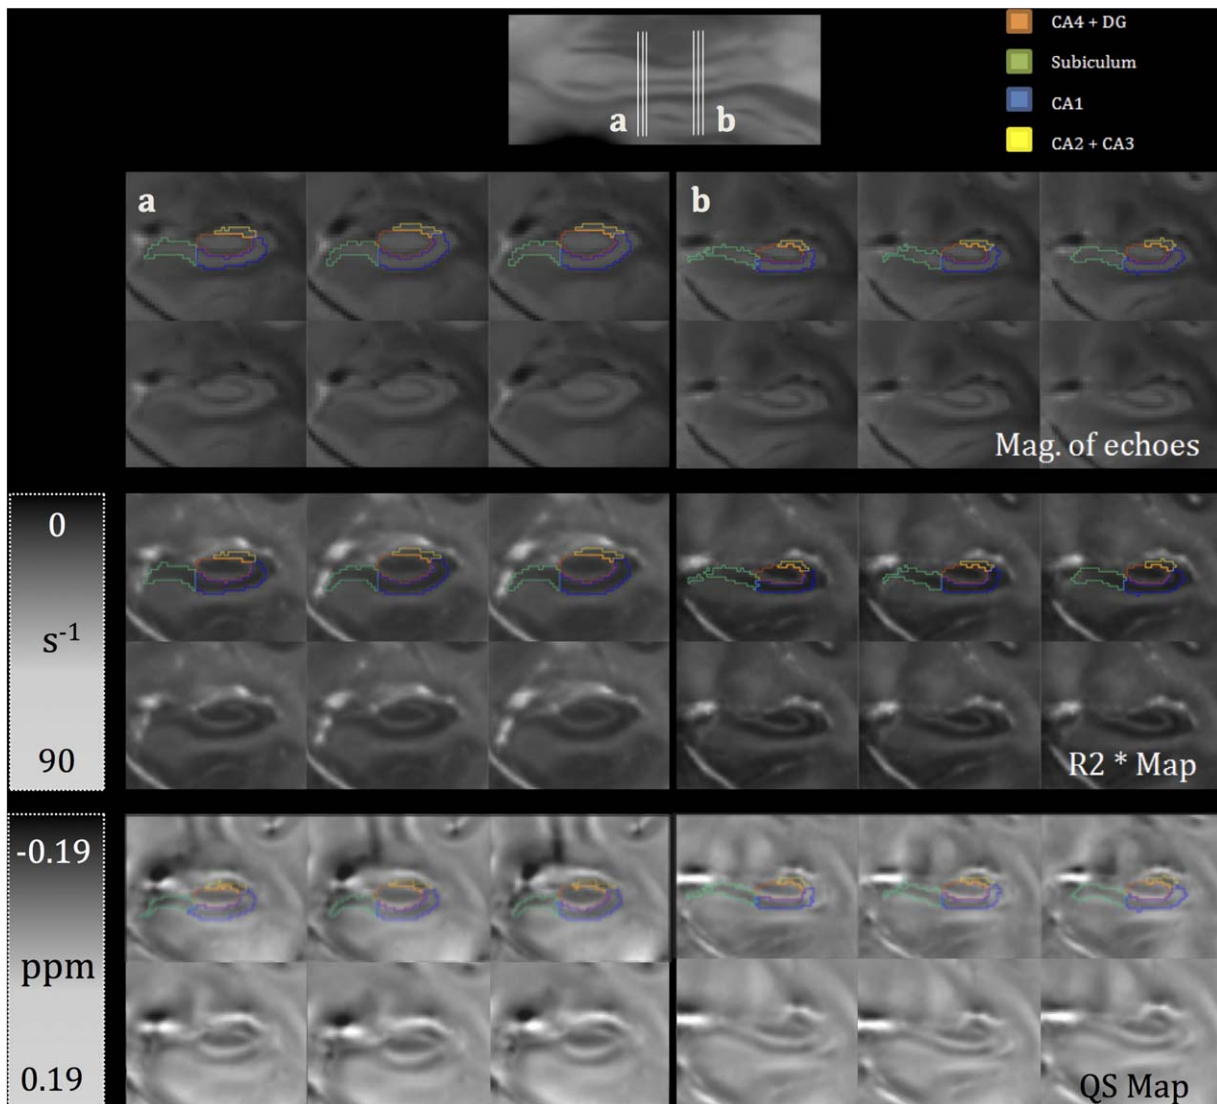 CA4 + DG
Subiculum
CA1
CA2 + CA3
a
b
a
b
Mag. of echoes
0
s-1
90
R2 * Map
-0.19
ppm
0.19
QS Map